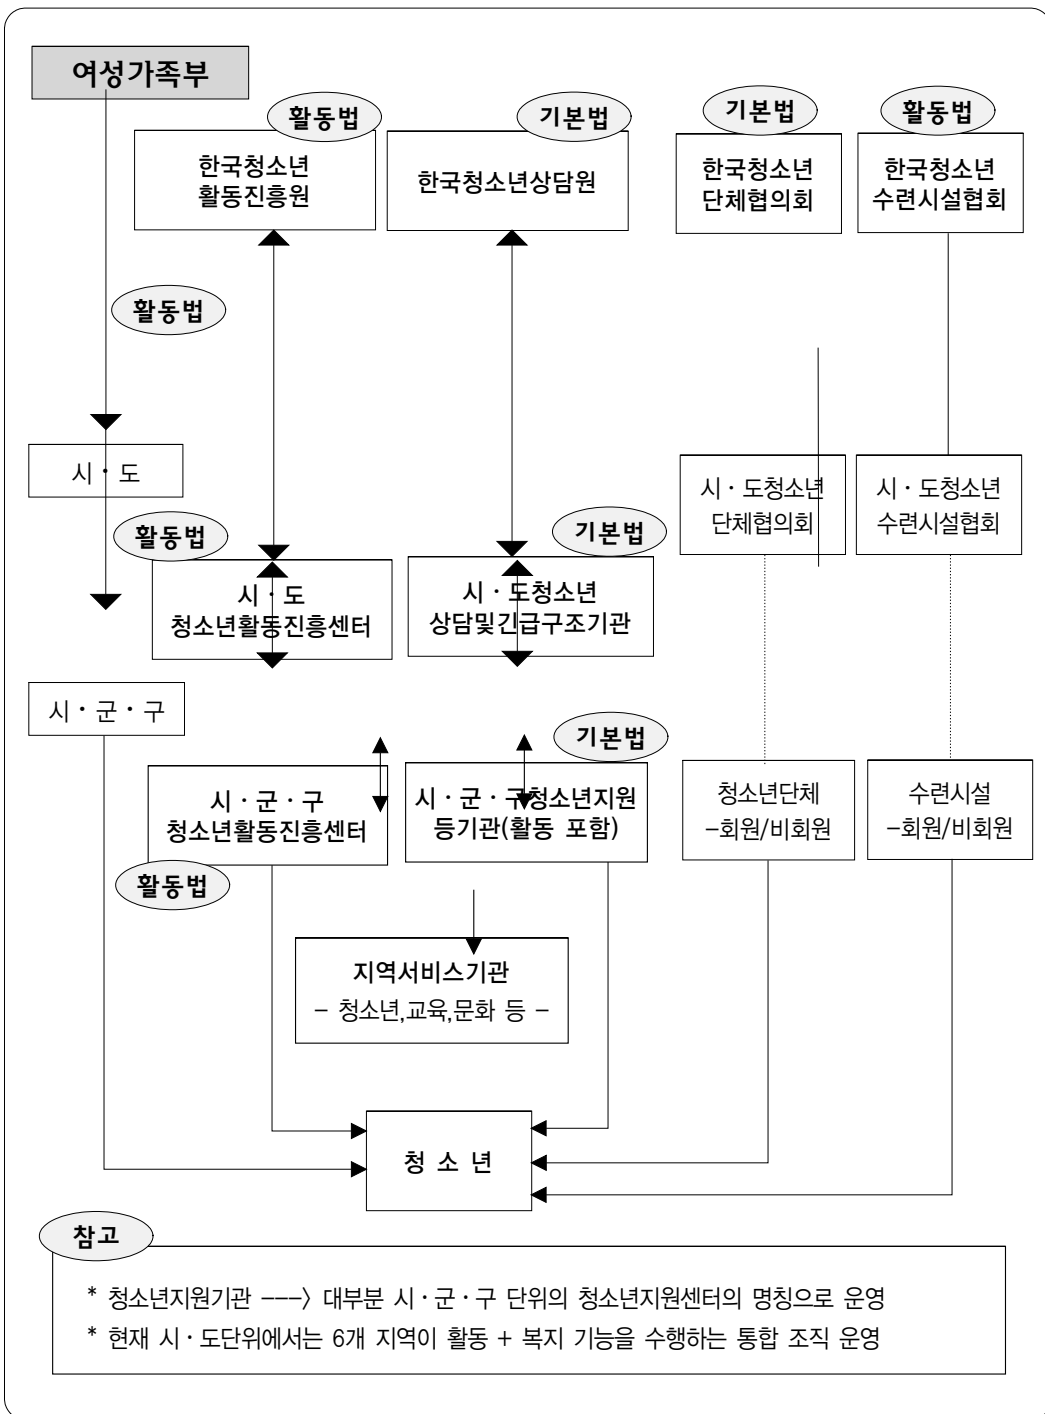 여성가족부
활동법
한국청소년
활동진흥원
기본법
한국청소년상담원
기본법
한국청소년
단체협의회
활동법
한국청소년
수련시설협회
활동법
시·도
활동법
시·도
청소년활동진흥센터
기본법
시·도청소년
상담및긴급구조기관
시·도청소년
단체협의회
시·도청소년
수련시설협회
시·군·구
시·군·구
청소년활동진흥센터
활동법
기본법
시·군·구청소년지원
등기관(활동 포함)
청소년단체
-회원/비회원
수련시설
-회원/비회원
지역서비스기관
- 청소년,교육,문화 등 -
청 소 년
참고
* 청소년지원기관 ---> 대부분 시·군·구 단위의 청소년지원센터의 명칭으로 운영
* 현재 시·도단위에서는 6개 지역이 활동 + 복지 기능을 수행하는 통합 조직 운영